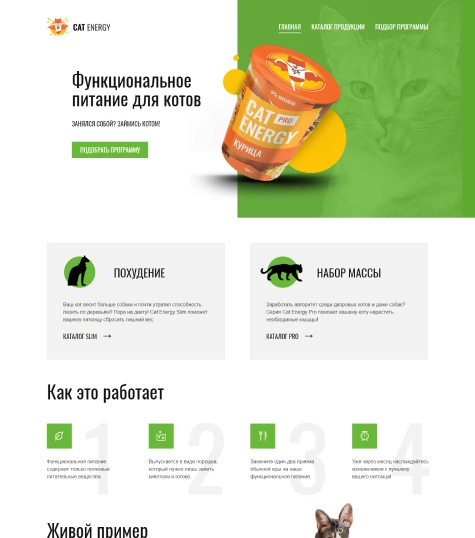 CAT ENERGY
ГЛАВНАЯ КАТАЛОГ ПРОДУКЦИИ ПОДБОР ПРОГРАММЫ
Функциональное
питание для котов
ЗАНЯЛСЯ СОБОЙ? ЗАЙМИСЬ КОТОМ!
ПОДОБРАТЬ ПРОГРАММУ
CAT PRO
ENERGY
КУРИЦА
ПОХУДЕНИЕ
Ваш кот весит больше собаки и почти утратил способность
лазить по деревьям? Пора на диету! Cat Energy Slim поможет
вашему питомцу сбросить лишний вес.
КАТАЛОГ SLIM
НАБОР МАССЫ
Заработать авторитет среди дворовых котов и даже собак?
Серия Cat Energy Pro поможет вашему коту нарастить
необходимые мышцы!
КАТАЛОГ PRO
Как это работает
1
Функциональное питание
содержит только полезные
питательные вещества.
2
Выпускается в виде порошка,
который нужно лишь залить
кипятком и готово.
3
Замените один-два приёма
обычной еды на наше
функциональное питание.
4
Уже через месяц наслаждайтесь
изменениями к лучшему
вашего питомца!
Живой пример